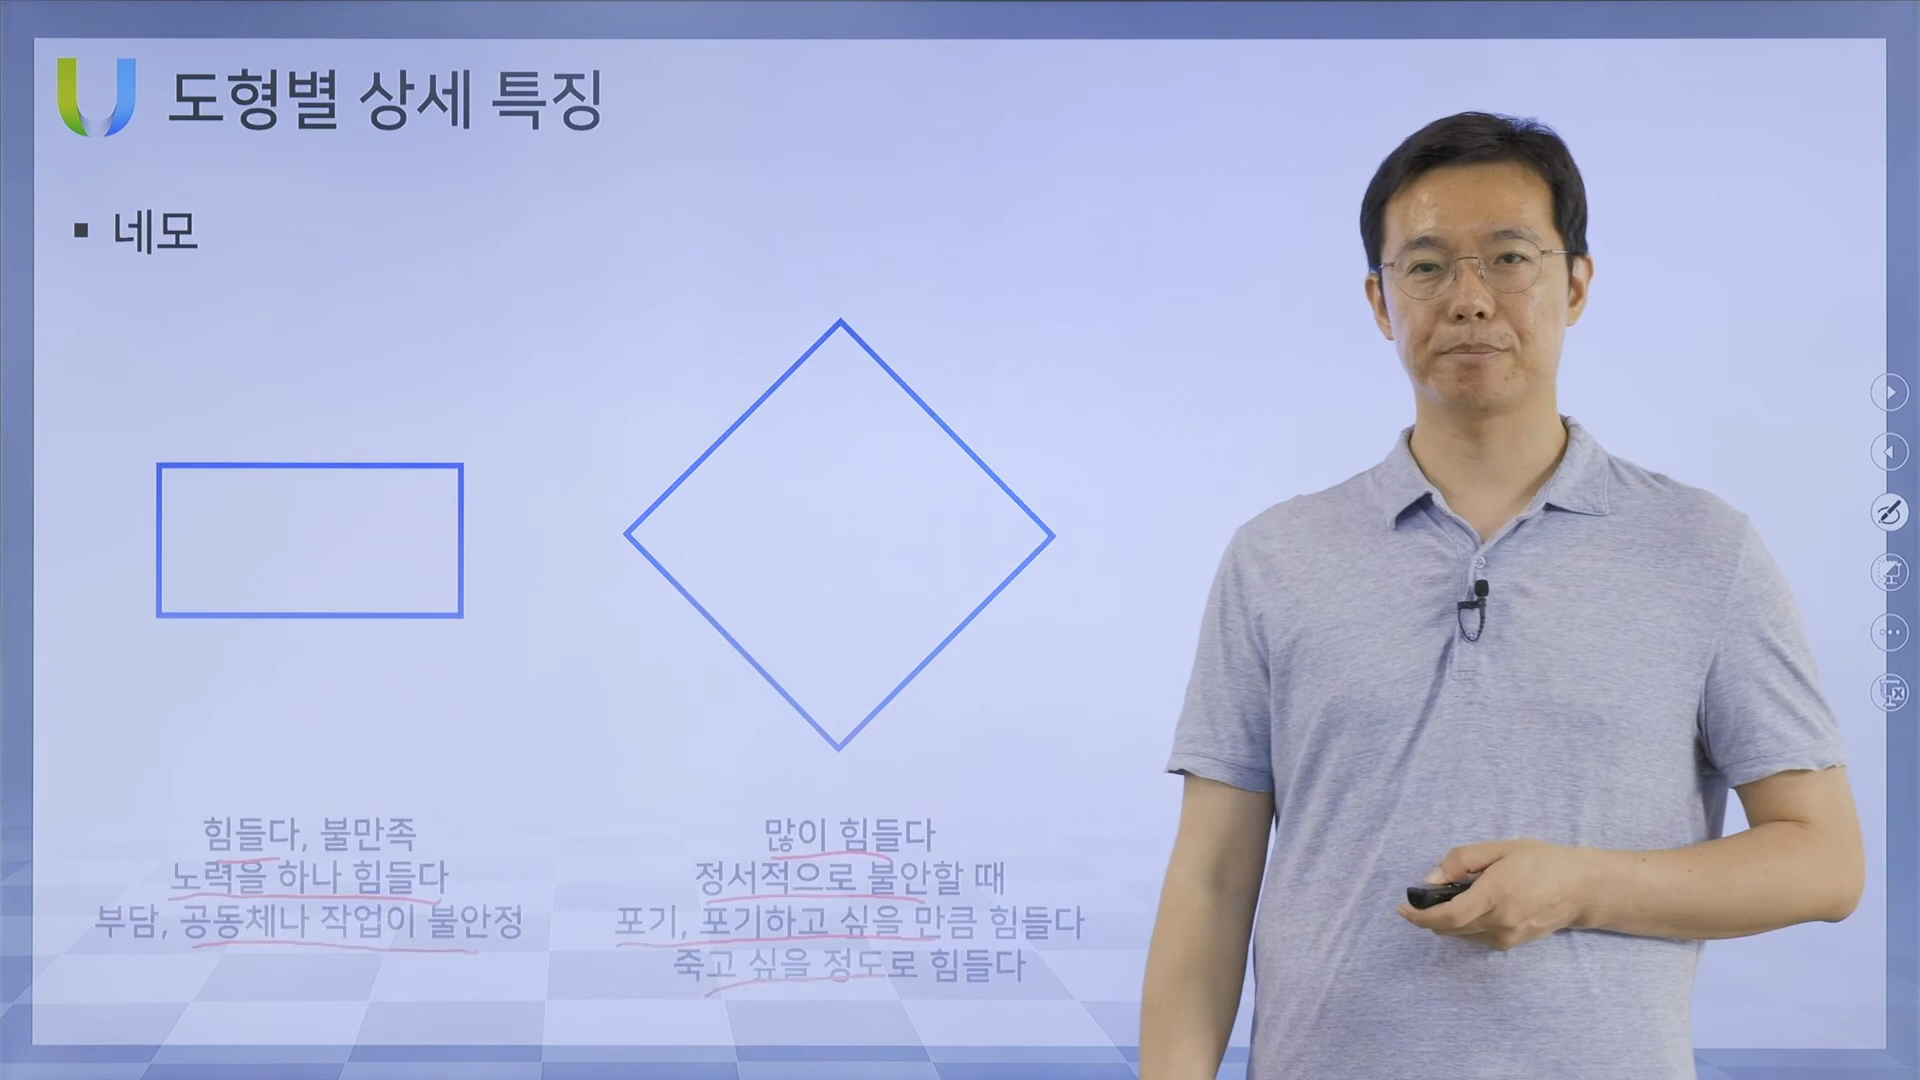 도형별 상세 특징
▪ 네모
힘들다, 불만족
노력을 하나 힘들다
부담, 공동체나 작업이 불안정
많이 힘들다
정서적으로 불안할 때
포기, 포기하고 싶을 만큼 힘들다
죽고 싶을 정도로 힘들다